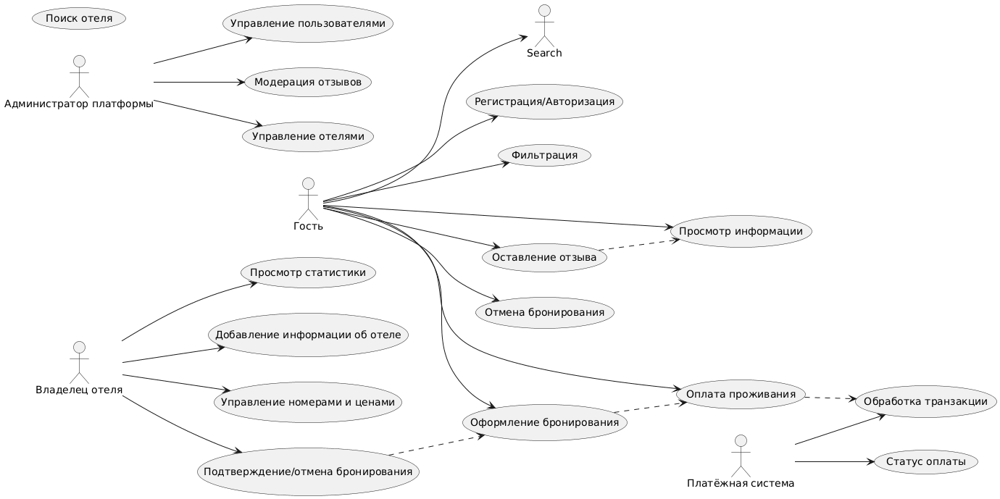 Поиск отеля
Управление пользователями
Search
Администратор платформы
Модерация отзывов
Регистрация/Авторизация
Управление отелями
Фильтрация
Гость
Просмотр информации
Оставление отзыва
Просмотр статистики
Отмена бронирования
Добавление информации об отеле
Владелец отеля
Управление номерами и ценами
Оплата проживания
Обработка транзакции
Оформление бронирования
Подтверждение/отмена бронирования
Платёжная система
Статус оплаты